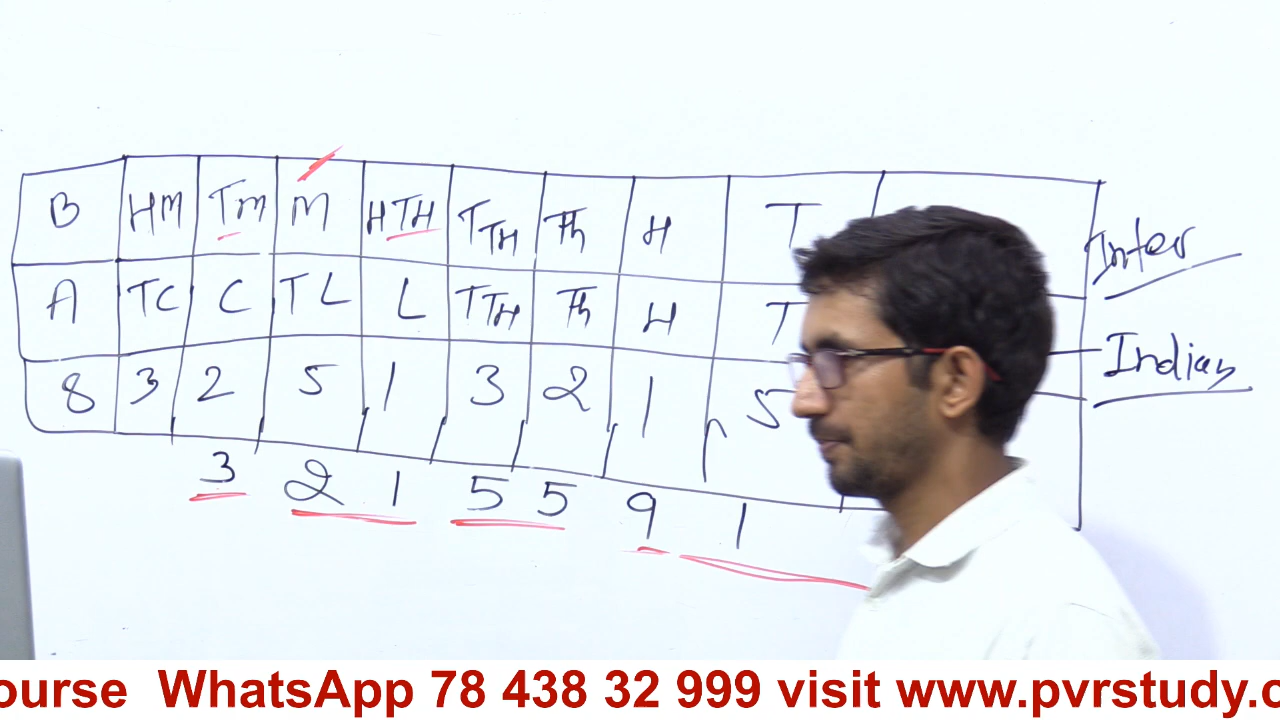 B HM TM M HTH TTH Th H T
Inter
A TC C TL L TTH Th H T
Indian
8 3 2 5 1 3 2 1 5
3 2 1 5 5 9 1
ourse WhatsApp 78 438 32 999 visit www.pvrstudy.c